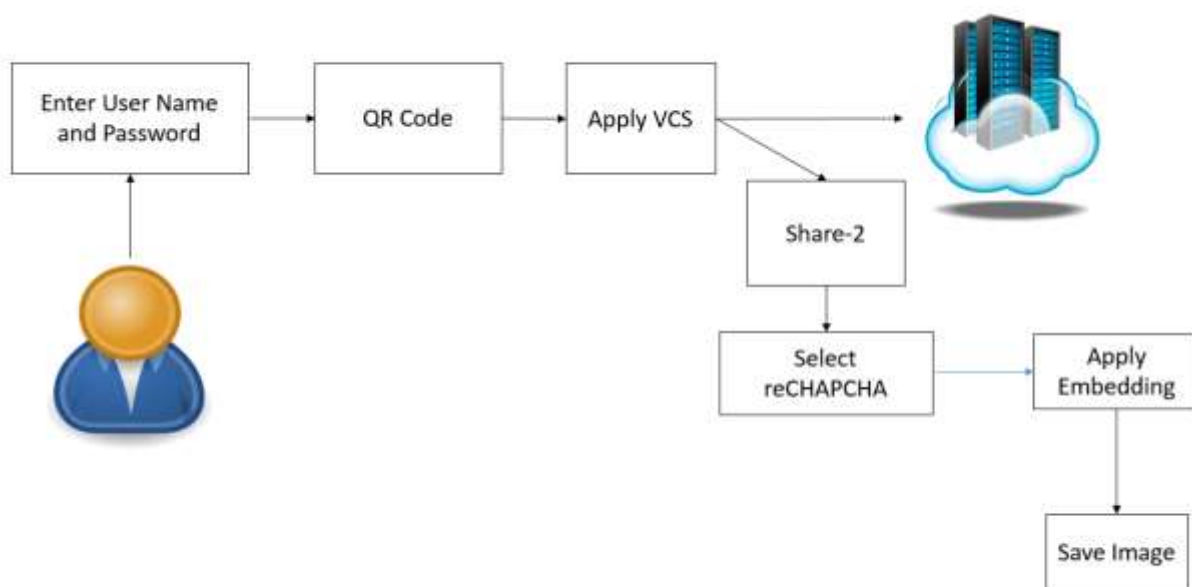 Enter User Name
and Password
QR Code
Apply VCS
Share-2
Select
reCHAPCHA
Apply
Embedding
Save Image